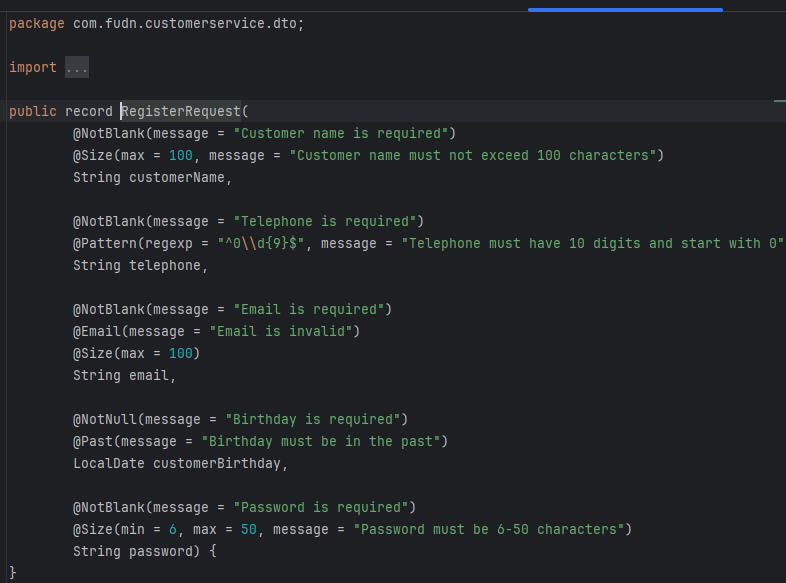 package com.fudn.customerservice.dto;
import ...
public record RegisterRequest(
@NotBlank(message = "Customer name is required")
@Size(max = 100, message = "Customer name must not exceed 100 characters")
String customerName,
@NotBlank(message = "Telephone is required")
@Pattern(regexp = "^0\\d{9}$", message = "Telephone must have 10 digits and start with 0"
String telephone,
@NotBlank(message = "Email is required")
@Email(message = "Email is invalid")
@Size(max = 100)
String email,
@NotNull(message = "Birthday is required")
@Past(message = "Birthday must be in the past")
LocalDate customerBirthday,
@NotBlank(message = "Password is required")
@Size(min = 6, max = 50, message = "Password must be 6-50 characters")
String password) {
}